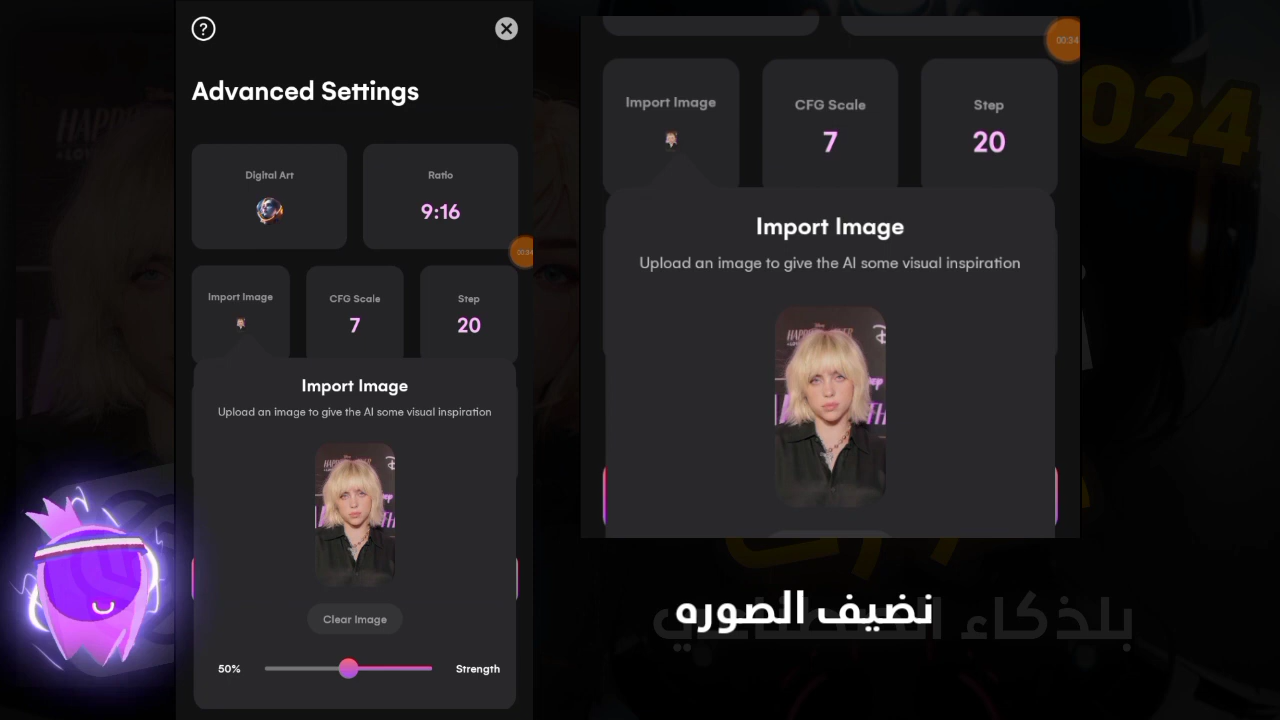 Advanced Settings
Digital Art
Ratio
9:16
Import Image
CFG Scale
Step
7
20
Import Image
Upload an image to give the AI some visual inspiration
Clear Image
50%
Strength
00:34
Import Image
CFG Scale
Step
7
20
Import Image
Upload an image to give the AI some visual inspiration
نضيف الصوره